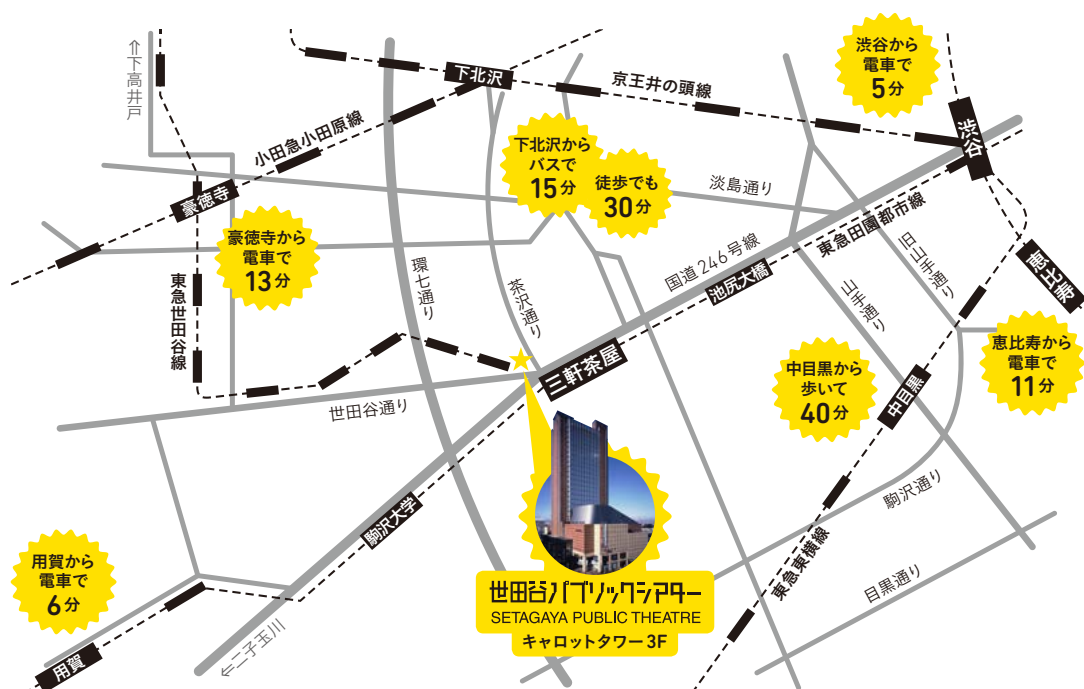 ⇐下高井戸
下北沢
京王井の頭線
渋谷から
電車で
5分
渋谷
小田急小田原線
下北沢から
バスで
15分
徒歩でも
30分
淡島通り
豪徳寺
豪徳寺から
電車で
13分
東急世田谷線
環七通り
茶沢通り
国道246号線
東急田園都市線
池尻大橋
旧山手通り
山手通り
恵比寿
恵比寿から
電車で
11分
三軒茶屋
世田谷通り
中目黒から
歩いて
40分
中目黒
駒沢大学
駒沢通り
東急東横線
目黒通り
用賀から
電車で
6分
用賀
←二子玉川
世田谷パブリックシアター
SETAGAYA PUBLIC THEATRE
キャロットタワー3F